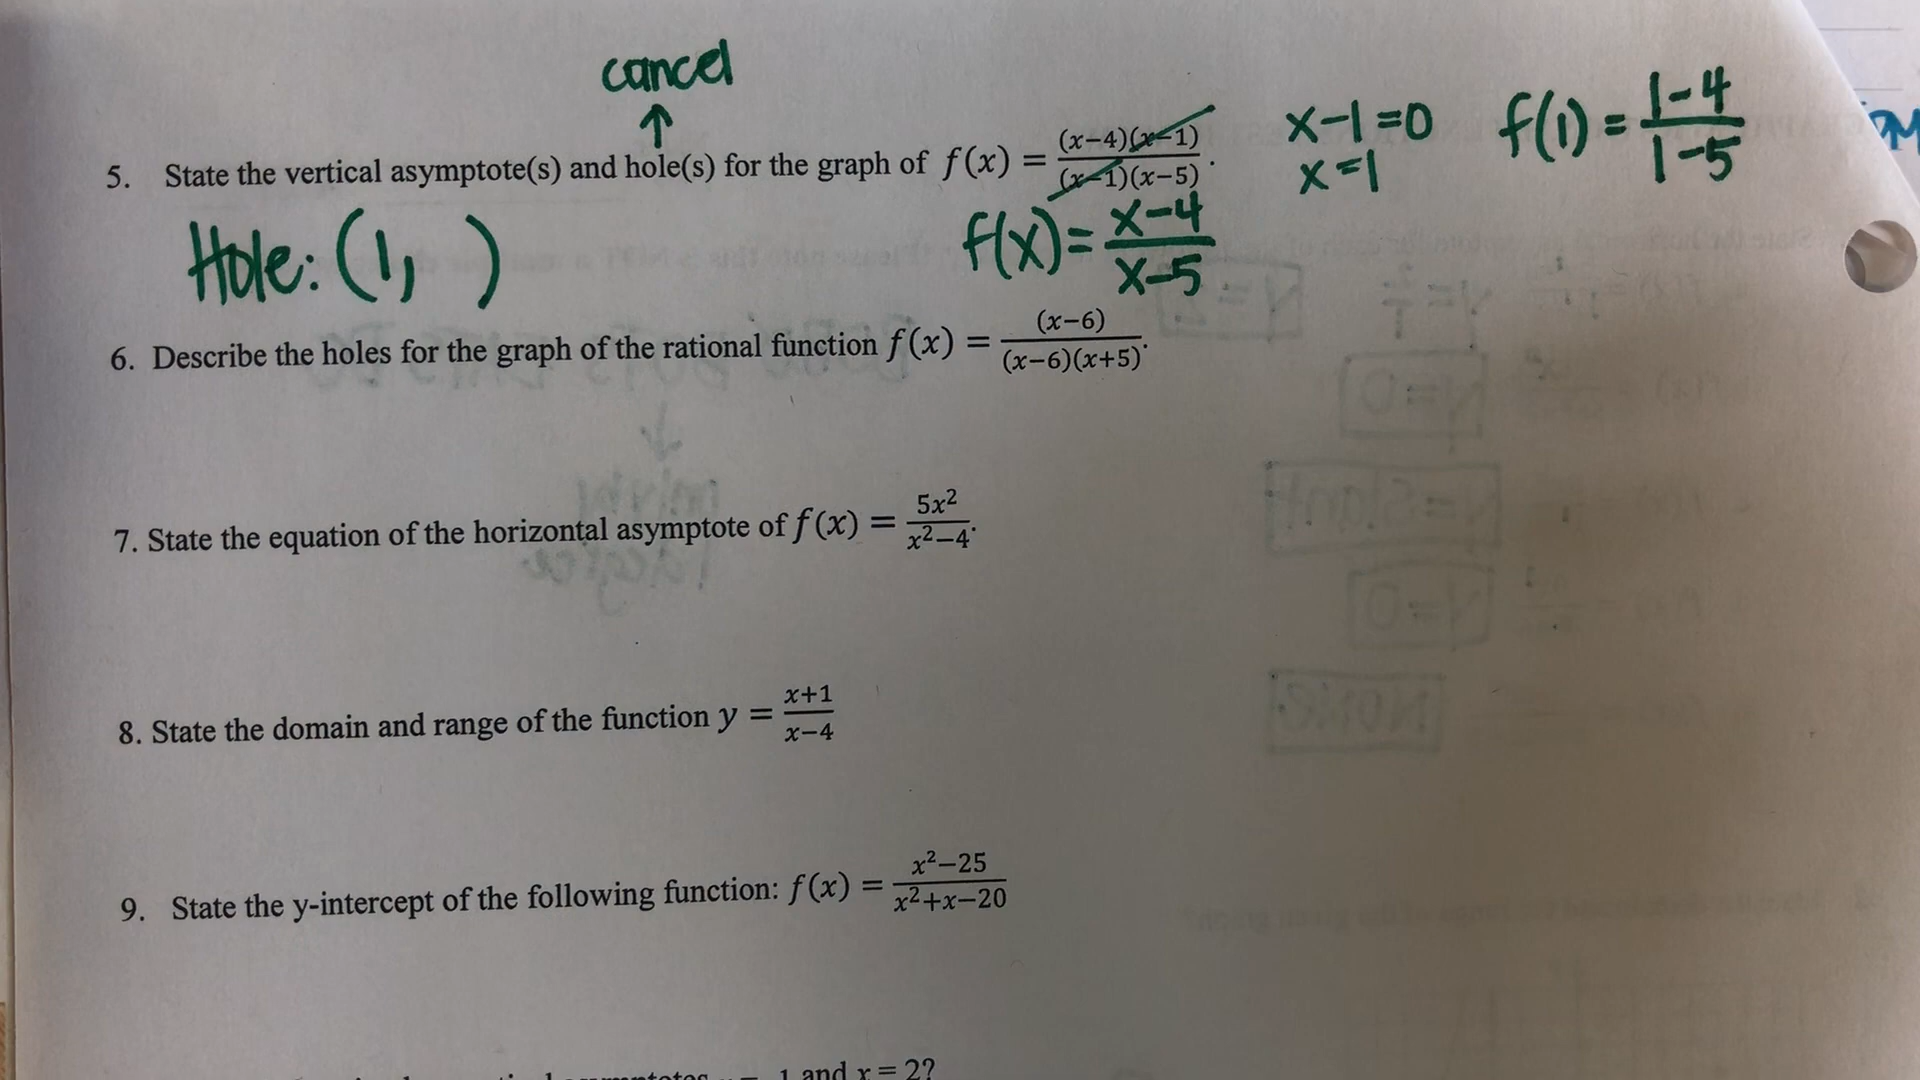 cancel
↑
5. State the vertical asymptote(s) and hole(s) for the graph of f(x) = (x−4)(x−1)/(x−1)(x−5).
x-1=0
x=1
f(1) = 1-4/1-5
Hole: (1, )
f(x) = x-4/x-5
6. Describe the holes for the graph of the rational function f(x) = (x−6)/(x−6)(x+5).
7. State the equation of the horizontal asymptote of f(x) = 5x²/x²−4.
8. State the domain and range of the function y = x+1/x−4
9. State the y-intercept of the following function: f(x) = x²−25/x²+x−20
1 and x = 2?